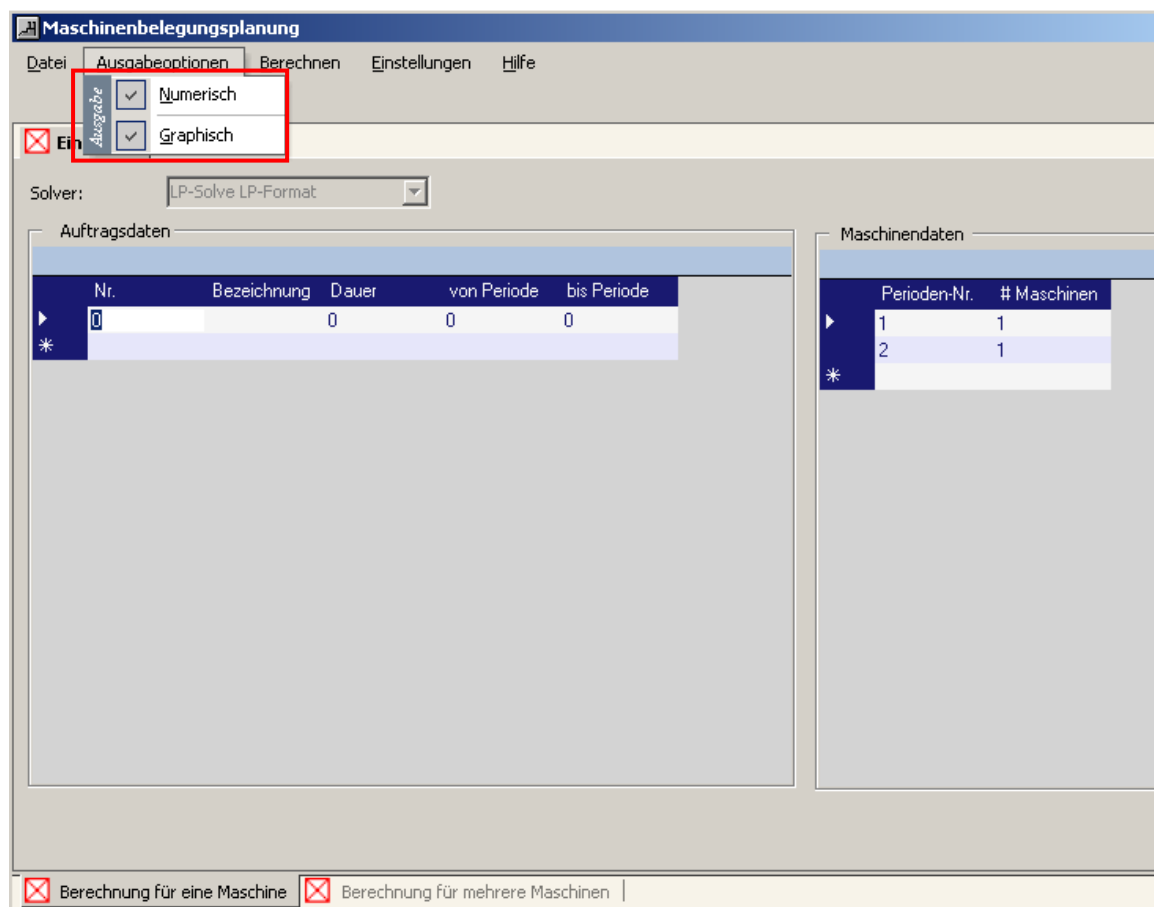 Maschinenbelegungsplanung
Datei Ausgabeoptionen Berechnen Einstellungen Hilfe
Ausgabe
Numerisch
Graphisch
Ein
Solver: LP-Solve LP-Format
Auftragsdaten
Nr. Bezeichnung Dauer von Periode bis Periode
0 0 0 0
Maschinendaten
Perioden-Nr. # Maschinen
1 1
2 1
Berechnung für eine Maschine Berechnung für mehrere Maschinen